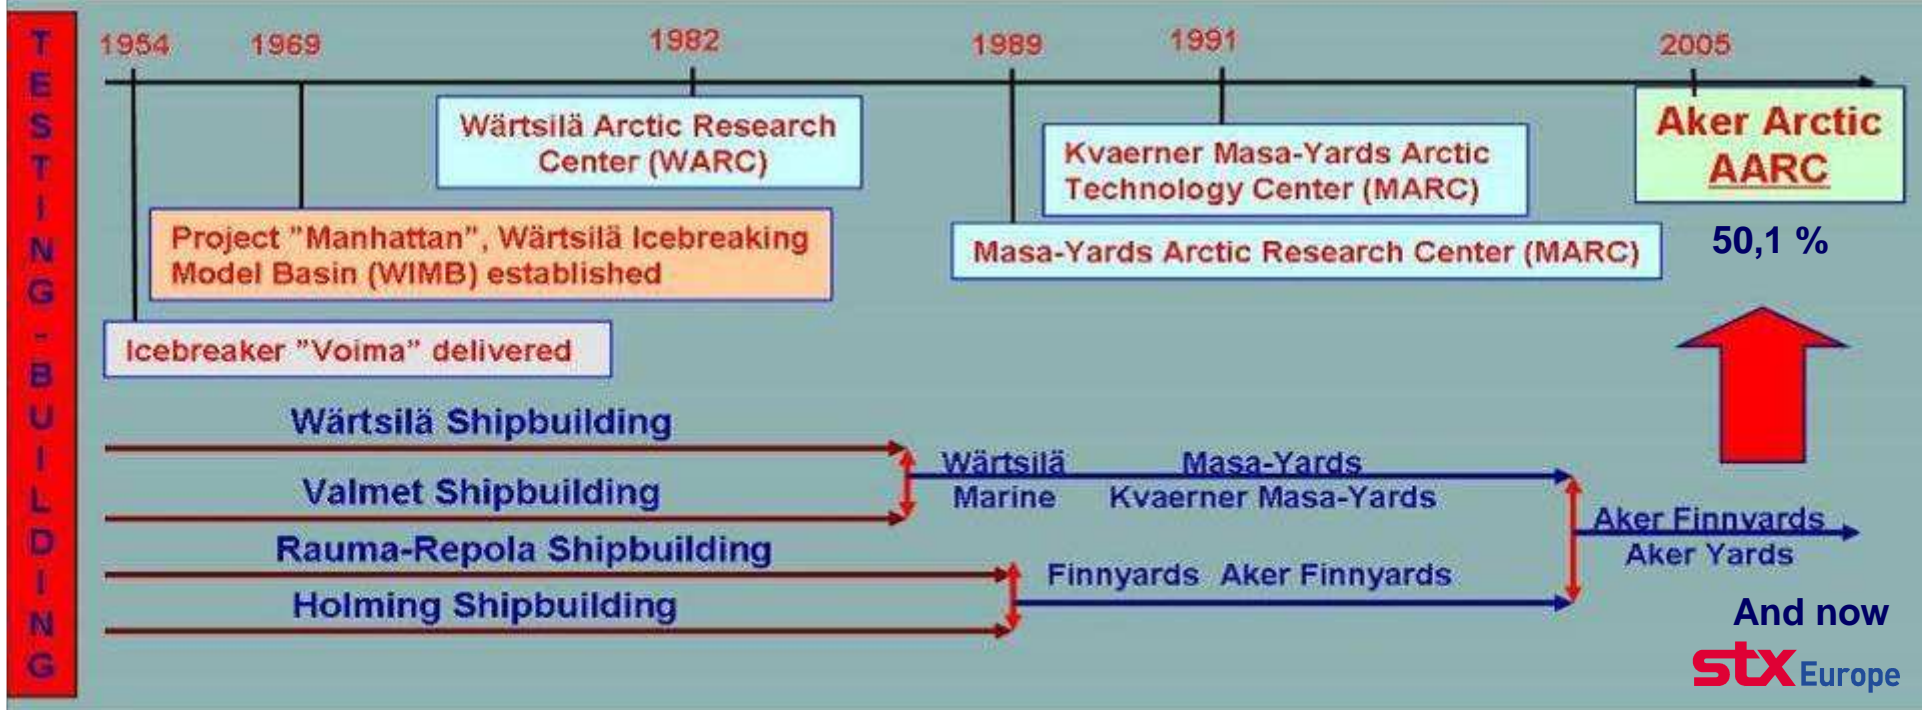 TESTING-BUILDING
1954 1969 1982 1989 1991 2005
Wärtsilä Arctic Research
Center (WARC)
Kvaerner Masa-Yards Arctic
Technology Center (MARC)
Aker Arctic
AARC
Project "Manhattan", Wärtsilä Icebreaking
Model Basin (WIMB) established
Masa-Yards Arctic Research Center (MARC)
50,1 %
Icebreaker "Voima" delivered
Wärtsilä Shipbuilding
Valmet Shipbuilding
Wärtsilä
Marine
Masa-Yards
Kvaerner Masa-Yards
Rauma-Repola Shipbuilding
Holming Shipbuilding
Finnyards Aker Finnyards
Aker Finnyards
Aker Yards
And now
stx Europe